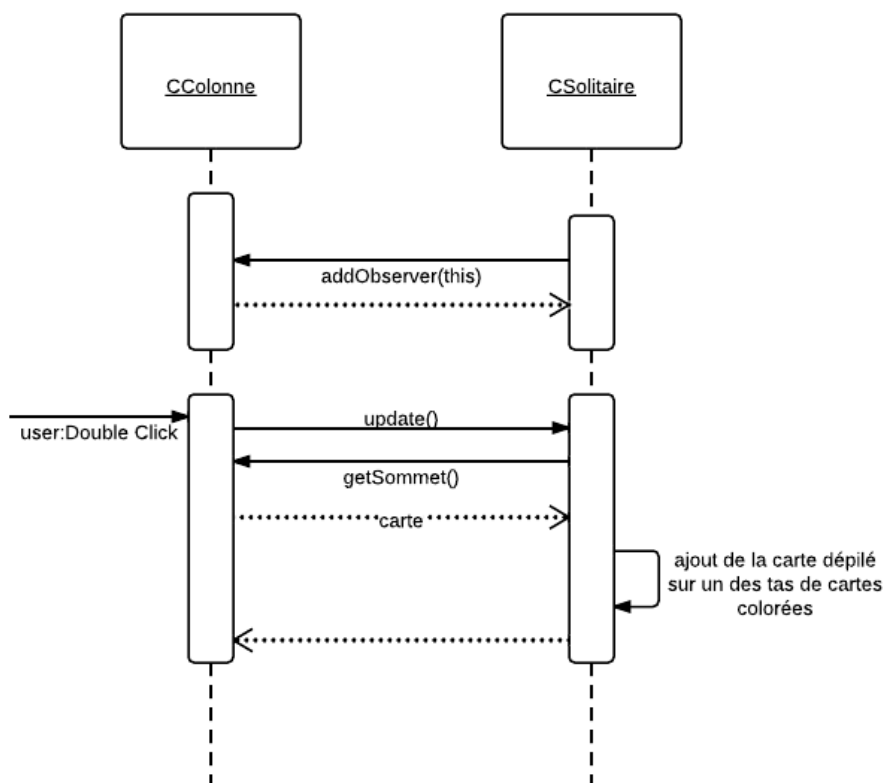 CColonne
CSolitaire
addObserver(this)
user:Double Click
update()
getSommet()
carte
ajout de la carte dépilé
sur un des tas de cartes
colorées